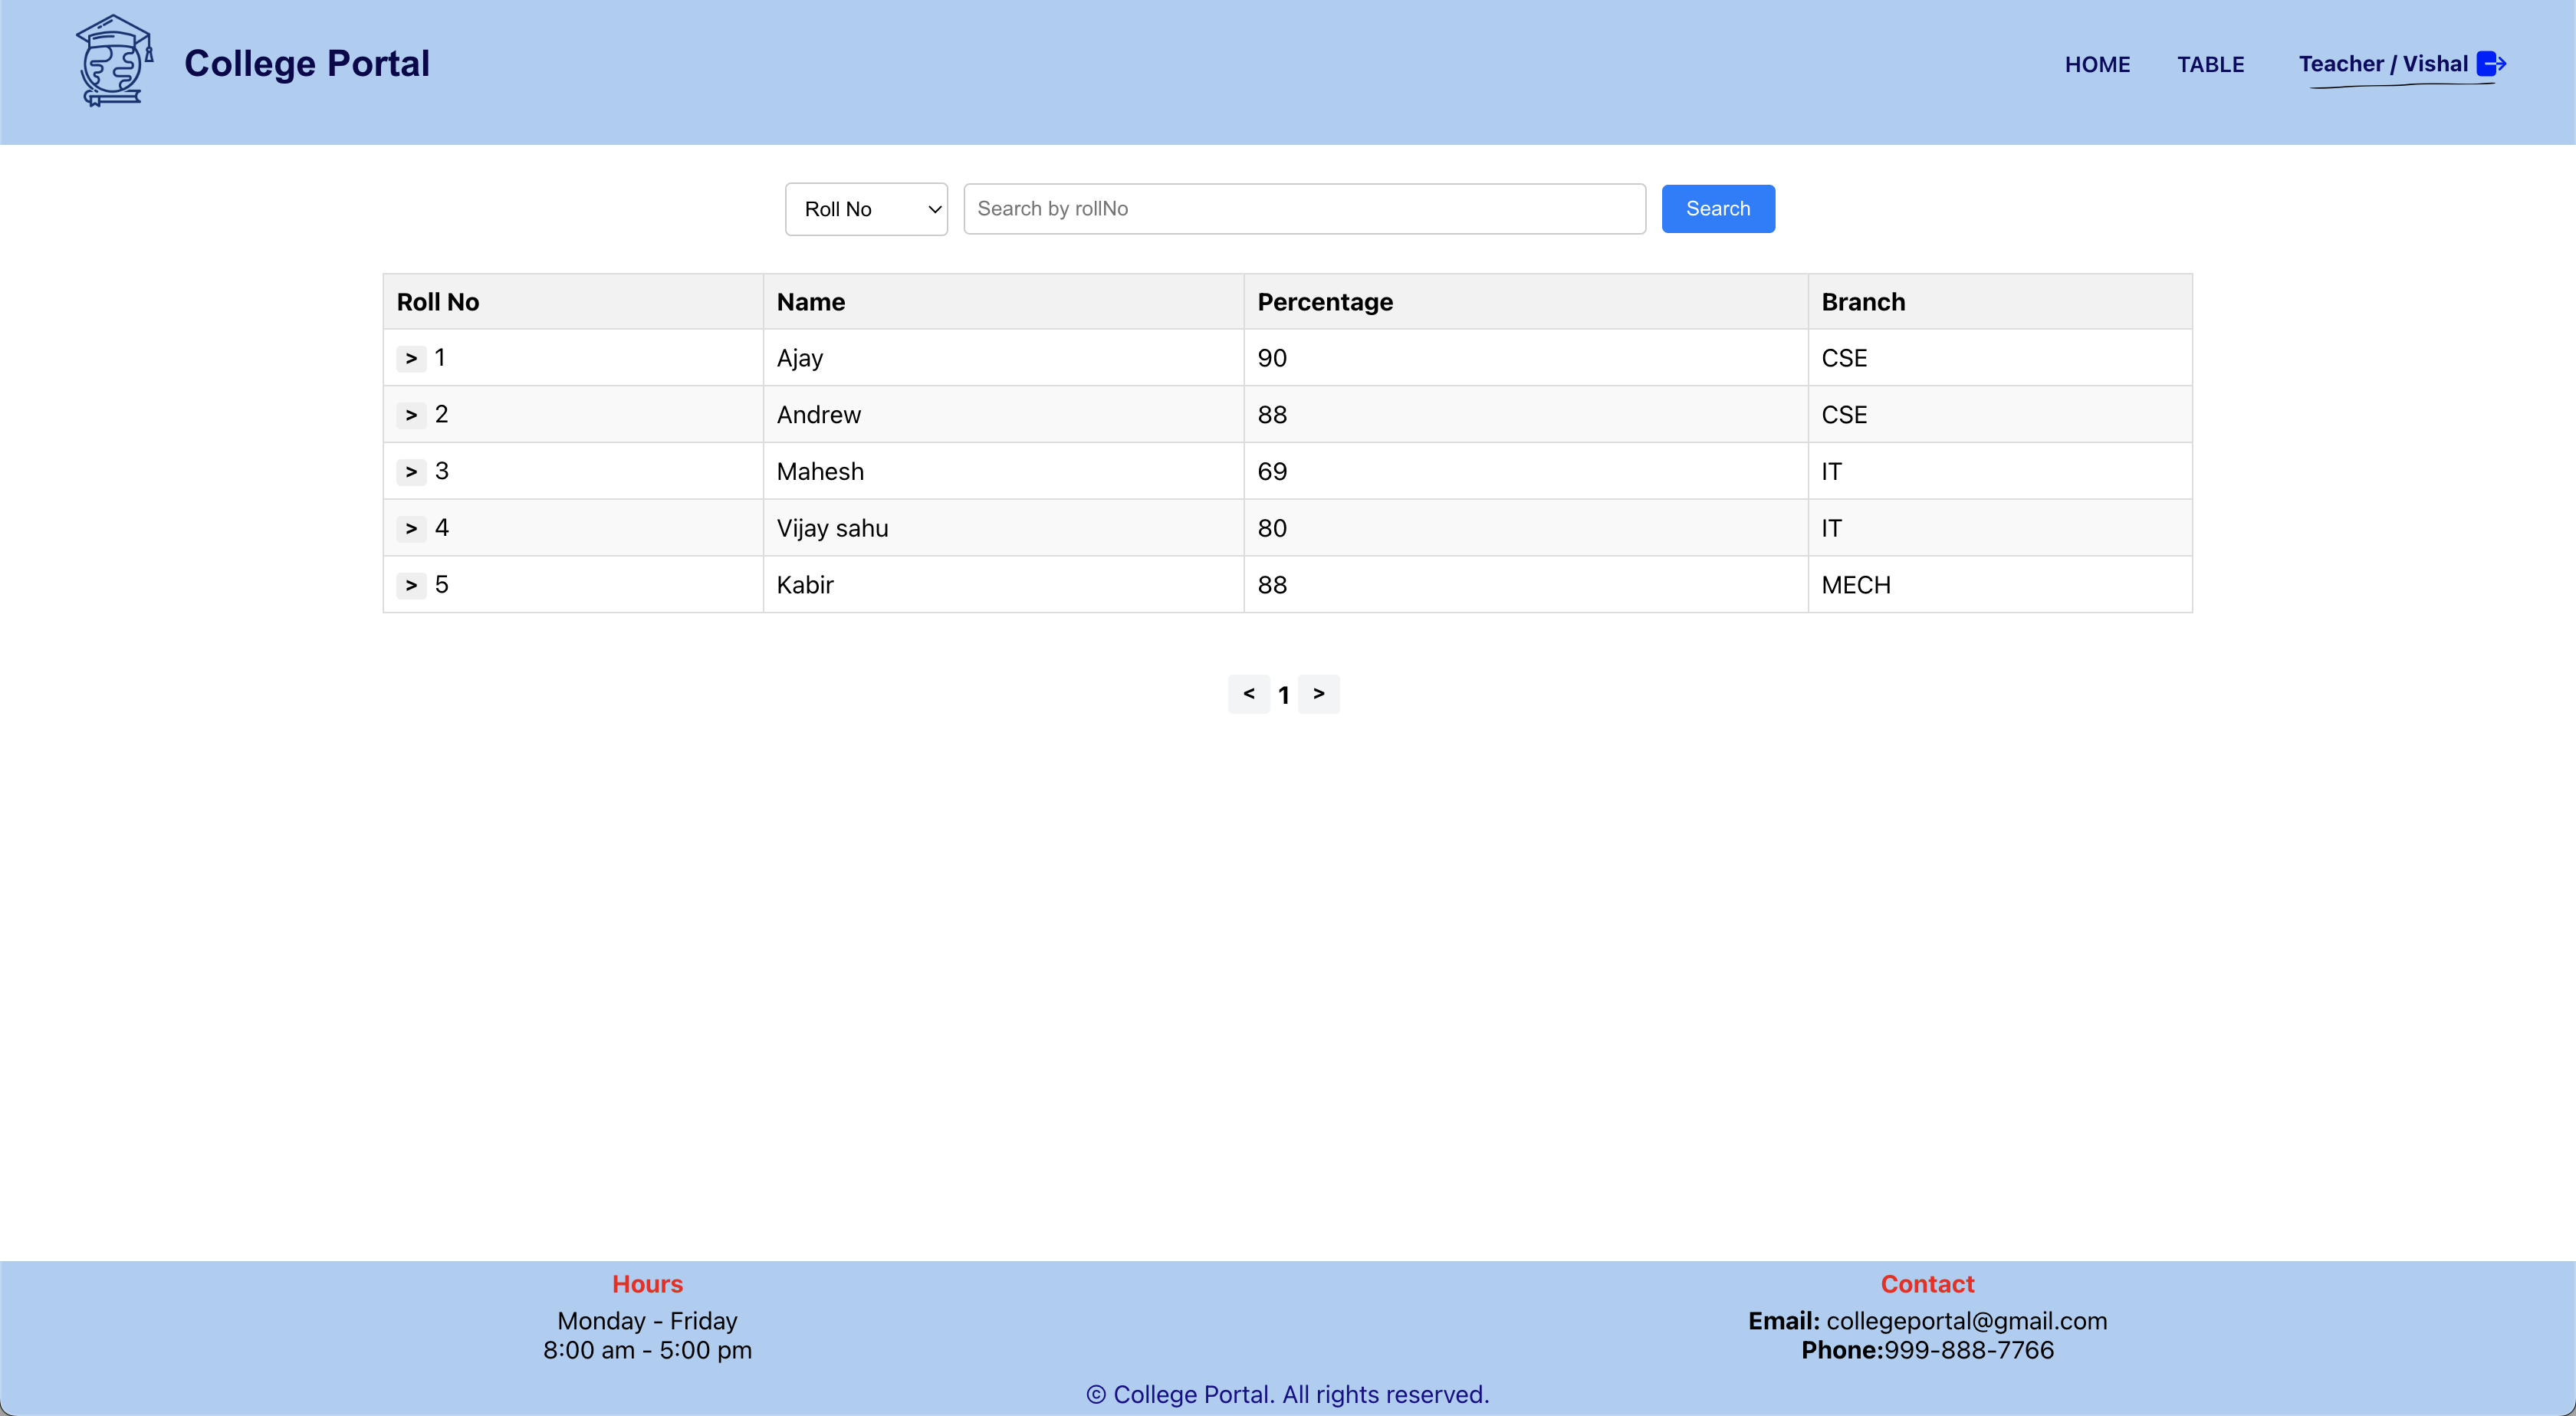 College Portal
HOME TABLE Teacher / Vishal
Roll No Search by rollNo Search
Roll No Name Percentage Branch
> 1 Ajay 90 CSE
> 2 Andrew 88 CSE
> 3 Mahesh 69 IT
> 4 Vijay sahu 80 IT
> 5 Kabir 88 MECH
< 1 >
Hours
Monday - Friday
8:00 am - 5:00 pm
Contact
Email: collegeportal@gmail.com
Phone:999-888-7766
© College Portal. All rights reserved.